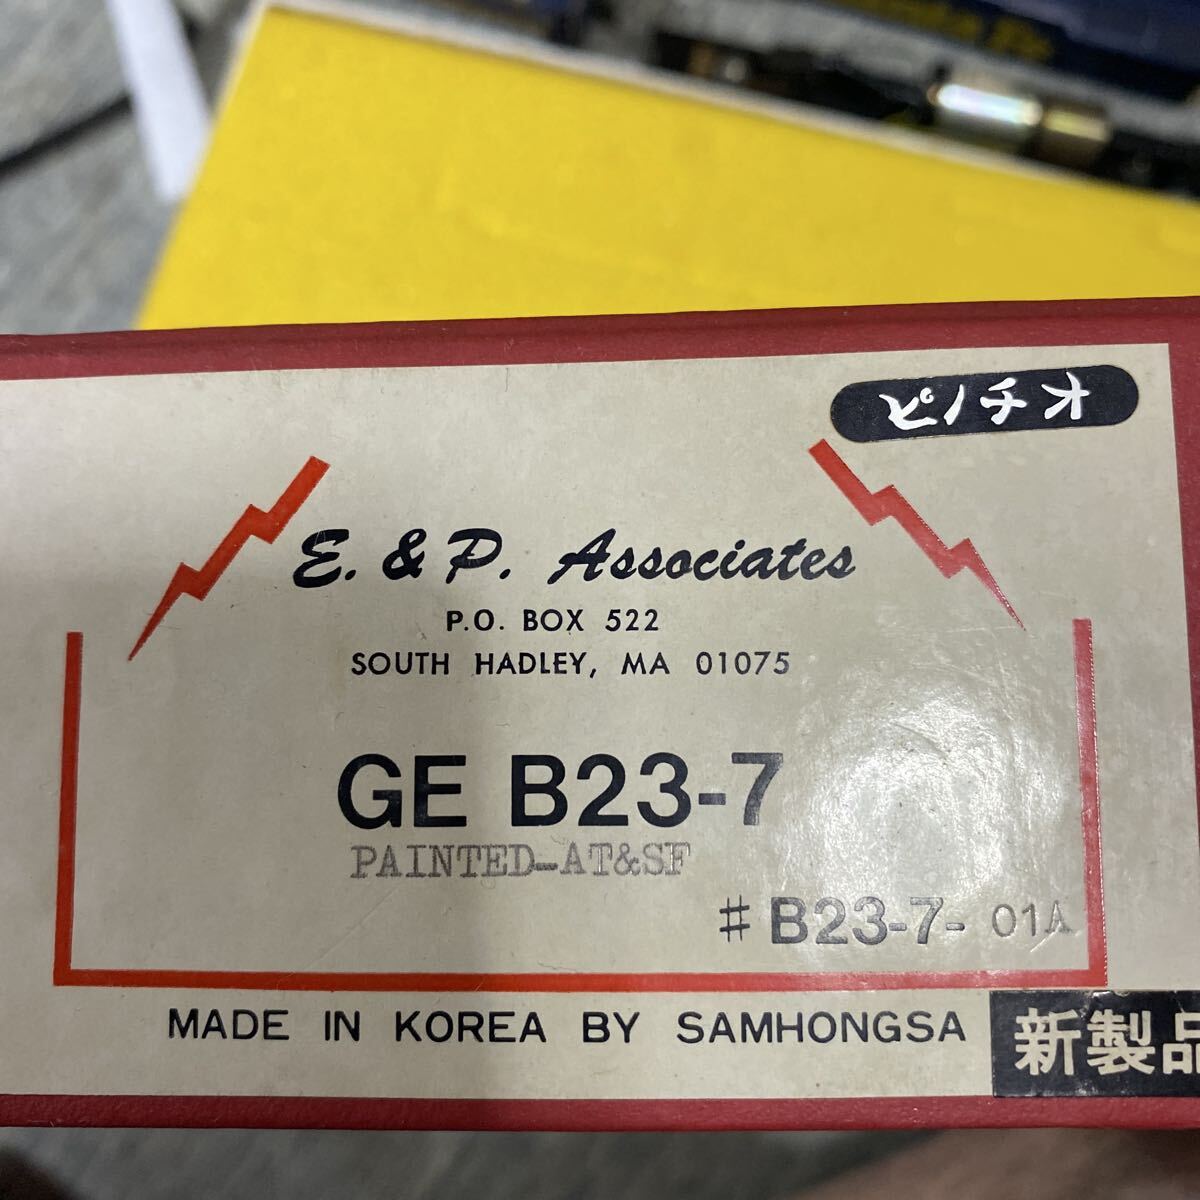 ピノチオ
E. & P. Associates
P.O. BOX 522
SOUTH HADLEY, MA 01075
GE B23-7
PAINTED-AT&SF
# B23-7- 01A
MADE IN KOREA BY SAMHONGSA
新製品